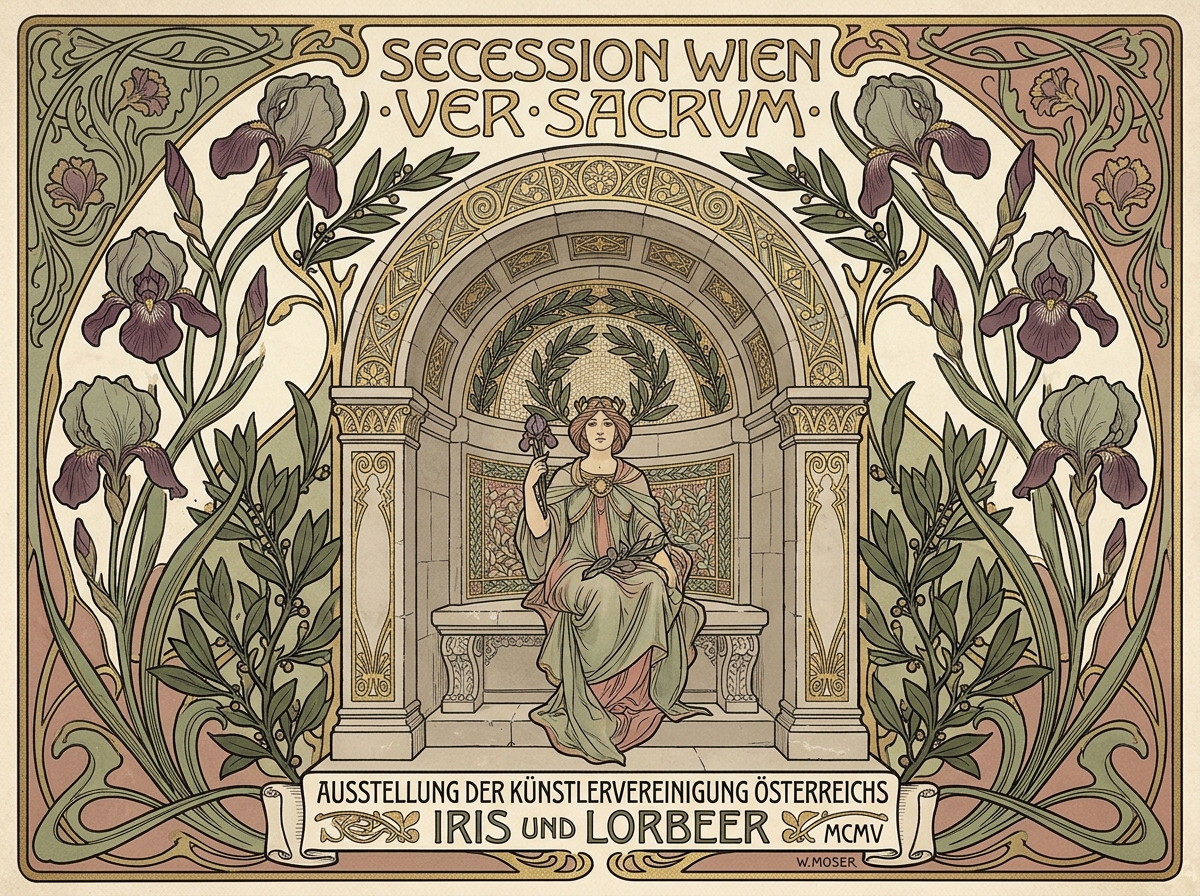 SECESSION WIEN
·VER·SACRVM·
AUSSTELLUNG DER KÜNSTLERVEREINIGUNG ÖSTERREICHS
IRIS UND LORBEER MCMV
W. MOSER